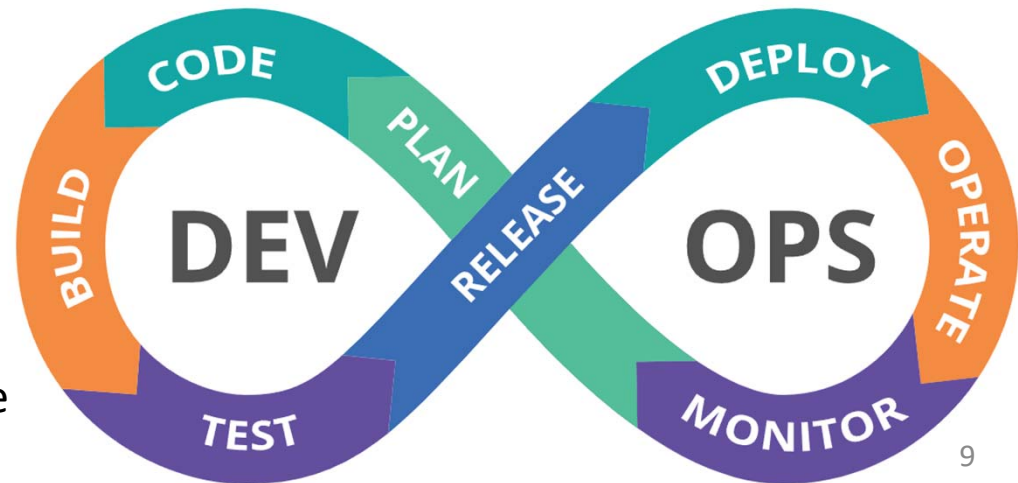 CODE
PLAN
BUILD
DEV
TEST
RELEASE
DEPLOY
OPS
OPERATE
MONITOR
e
9